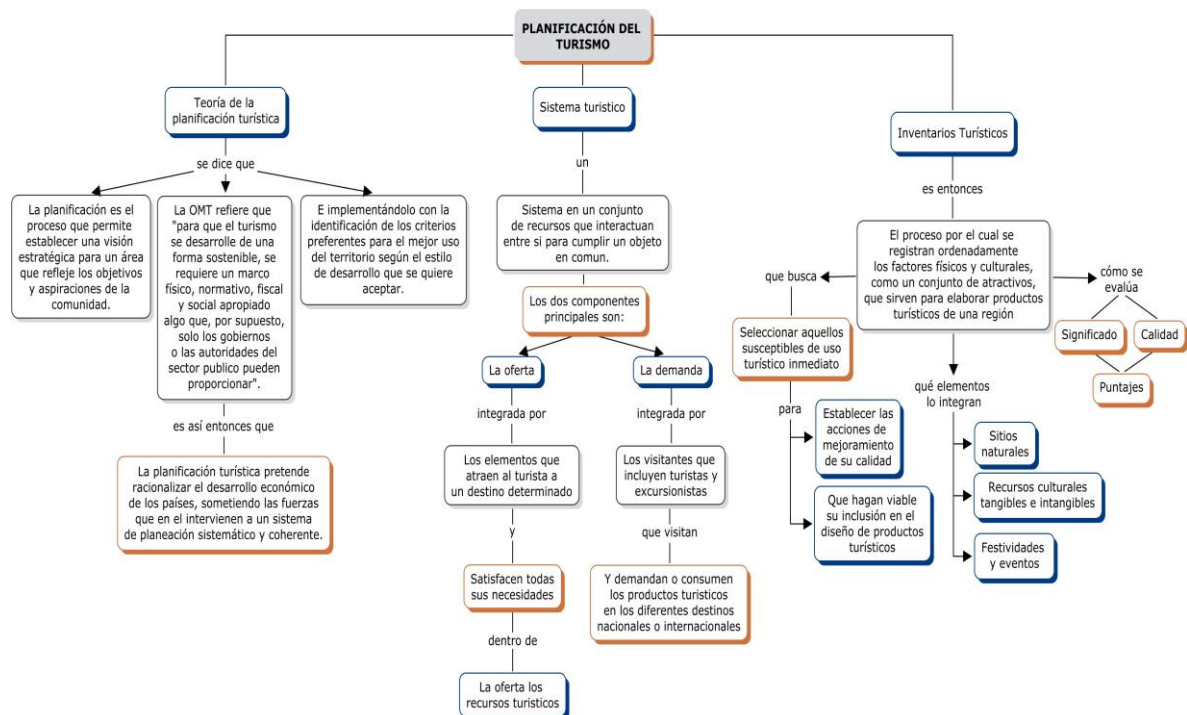 PLANIFICACIÓN DEL
TURISMO
Teoría de la
planificación turística
se dice que
La planificación es el
proceso que permite
establecer una visión
estratégica para un área
que refleje los objetivos
y aspiraciones de la
comunidad.
La OMT refiere que
"para que el turismo
se desarrolle de una
forma sostenible, se
requiere un marco
físico, normativo, fiscal
y social apropiado
algo que, por supuesto,
solo los gobiernos
o las autoridades del
sector publico pueden
proporcionar".
E implementándolo con la
identificación de los criterios
preferentes para el mejor uso
del territorio según el estilo
de desarrollo que se quiere
aceptar.
es así entonces que
La planificación turística pretende
racionalizar el desarrollo económico
de los países, sometiendo las fuerzas
que en el intervienen a un sistema
de planeación sistemático y coherente.
Sistema turistico
un
Sistema en un conjunto
de recursos que interactuan
entre si para cumplir un objeto
en comun.
Los dos componentes
principales son:
La oferta
integrada por
Los elementos que
atraen al turista a
un destino determinado
y
Satisfacen todas
sus necesidades
dentro de
La oferta los
recursos turisticos
La demanda
integrada por
Los visitantes que
incluyen turistas y
excursionistas
que visitan
Y demandan o consumen
los productos turisticos
en los diferentes destinos
nacionales o internacionales
Inventarios Turísticos
es entonces
El proceso por el cual se
registran ordenadamente
los factores físicos y culturales,
como un conjunto de atractivos,
que sirven para elaborar productos
turísticos de una región
que busca
Seleccionar aquellos
susceptibles de uso
turístico inmediato
para
Establecer las
acciones de
mejoramiento
de su calidad
Que hagan viable
su inclusión en el
diseño de productos
turísticos
qué elementos
lo integran
Sitios
naturales
Recursos culturales
tangibles e intangibles
Festividades
y eventos
cómo se
evalúa
Significado
Calidad
Puntajes